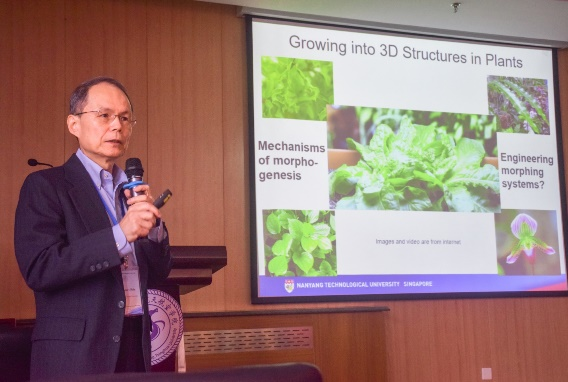 Growing into 3D Structures in Plants
Mechanisms
of morpho-
genesis
Engineering
morphing
systems?
Images and video are from internet
NANYANG TECHNOLOGICAL UNIVERSITY SINGAPORE